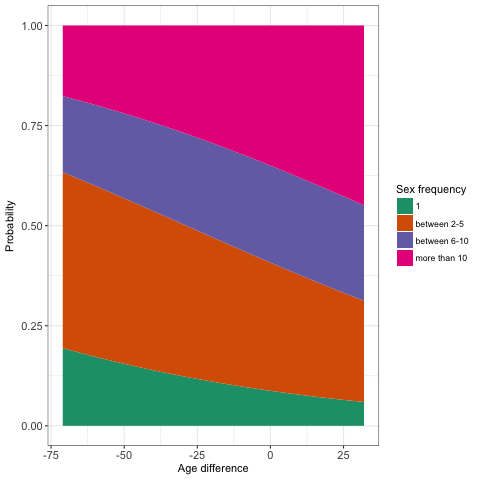 1.00
0.75
0.50
0.25
0.00
Probability
-75
-50
-25
0
25
Age difference
Sex frequency
1
between 2-5
between 6-10
more than 10